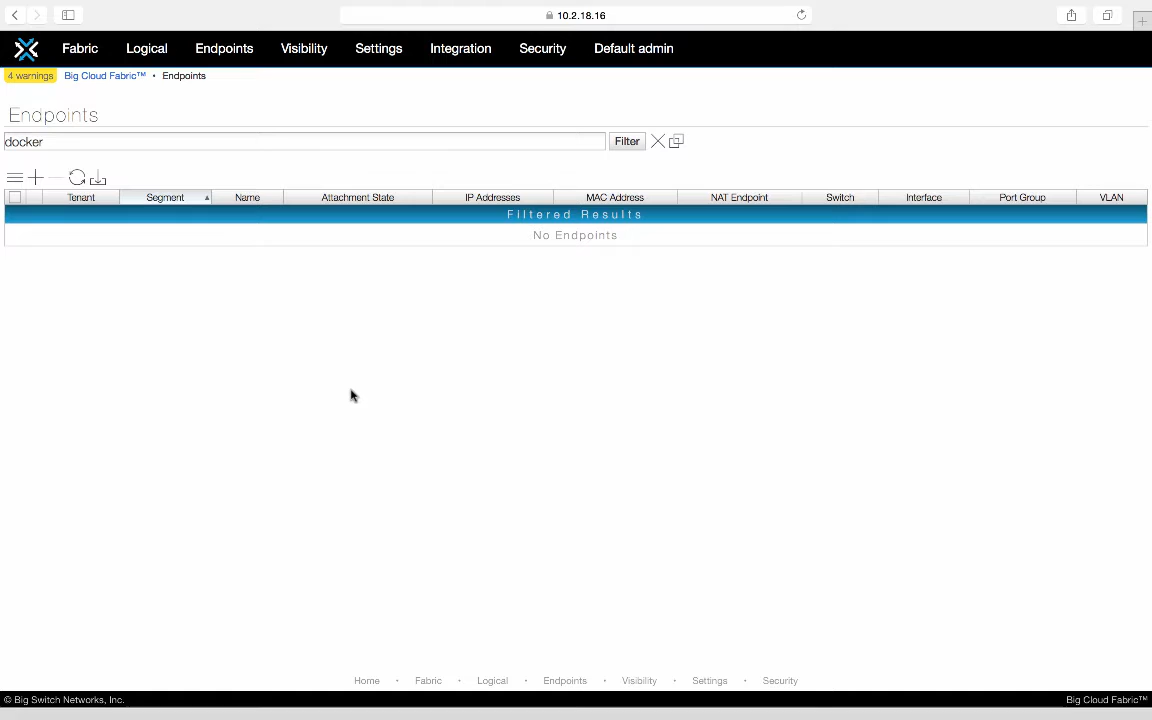 10.2.18.16
Fabric Logical Endpoints Visibility Settings Integration Security Default admin
4 warnings Big Cloud Fabric™ • Endpoints
Endpoints
docker Filter
Tenant Segment Name Attachment State IP Addresses MAC Address NAT Endpoint Switch Interface Port Group VLAN
Filtered Results
No Endpoints
Home • Fabric • Logical • Endpoints • Visibility • Settings • Security
© Big Switch Networks, Inc. Big Cloud Fabric™